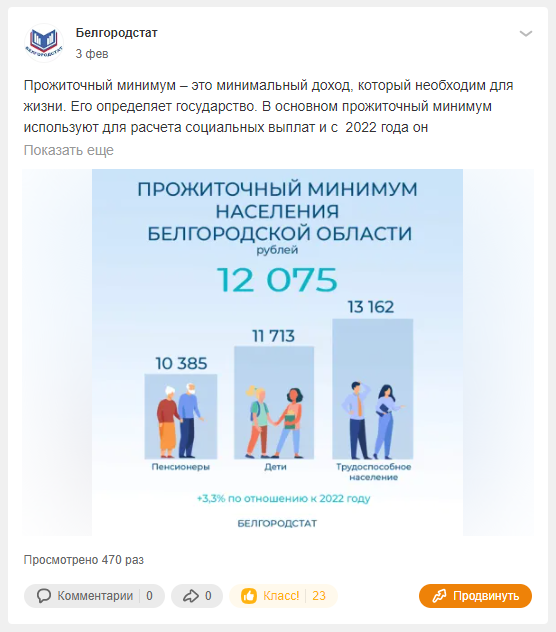 Белгородстат
3 фев
БЕЛГОРОДСТАТ
Прожиточный минимум – это минимальный доход, который необходим для
жизни. Его определяет государство. В основном прожиточный минимум
используют для расчета социальных выплат и с 2022 года он
Показать еще
ПРОЖИТОЧНЫЙ МИНИМУМ
НАСЕЛЕНИЯ
БЕЛГОРОДСКОЙ ОБЛАСТИ
рублей
12 075
13 162
11 713
10 385
Пенсионеры
Дети
Трудоспособное
население
+3,3% по отношению к 2022 году
БЕЛГОРОДСТАТ
Просмотрено 470 раз
Комментарии 0
0
Класс! 23
Продвинуть